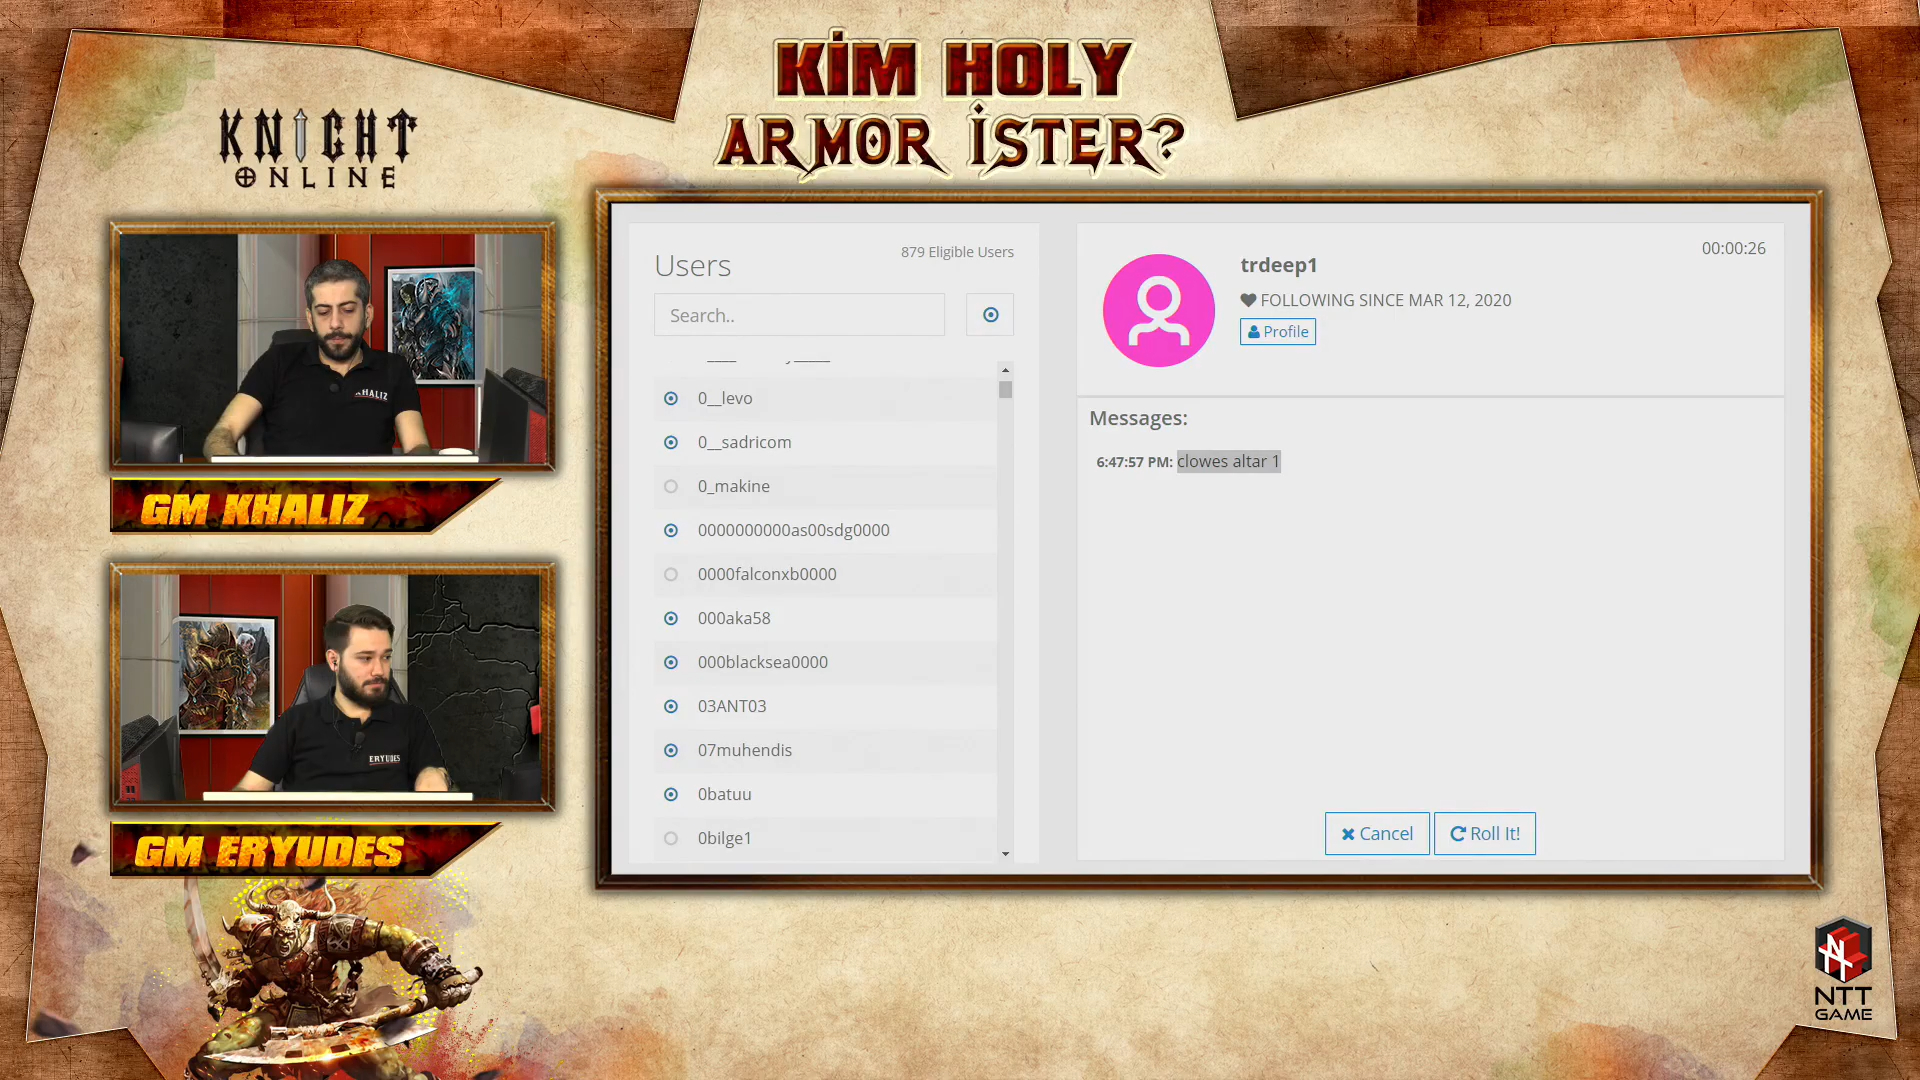 KİM HOLY
ARMOR İSTER?
KNIGHT
ONLINE
KHALIZ
GM KHALIZ
ERYUDES
GM ERYUDES
Users
879 Eligible Users
Search..
0__levo
0__sadricom
0_makine
0000000000as00sdg0000
0000falconxb0000
000aka58
000blacksea0000
03ANT03
07muhendis
0batuu
0bilge1
00:00:26
trdeep1
FOLLOWING SINCE MAR 12, 2020
Profile
Messages:
6:47:57 PM: clowes altar 1
Cancel
Roll It!
NTT
GAME